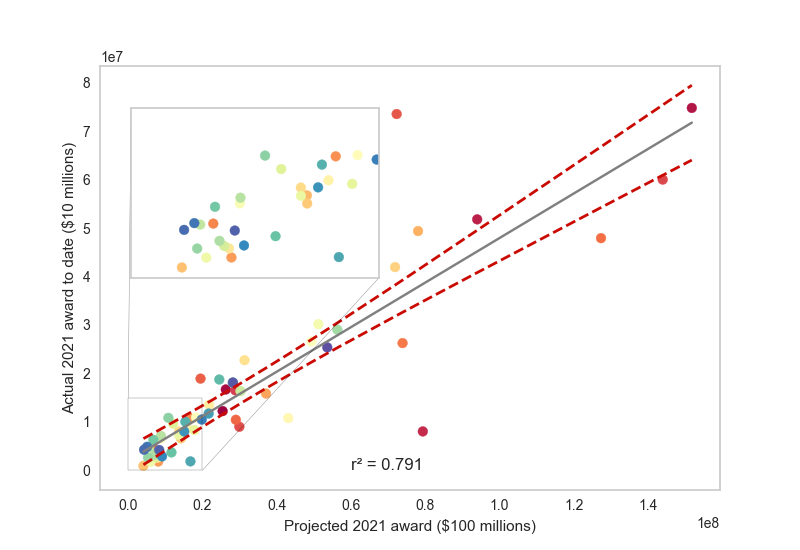 1e7
8
7
6
5
4
3
2
1
0
Actual 2021 award to date ($10 millions)
r² = 0.791
0.0 0.2 0.4 0.6 0.8 1.0 1.2 1.4
Projected 2021 award ($100 millions)
1e8